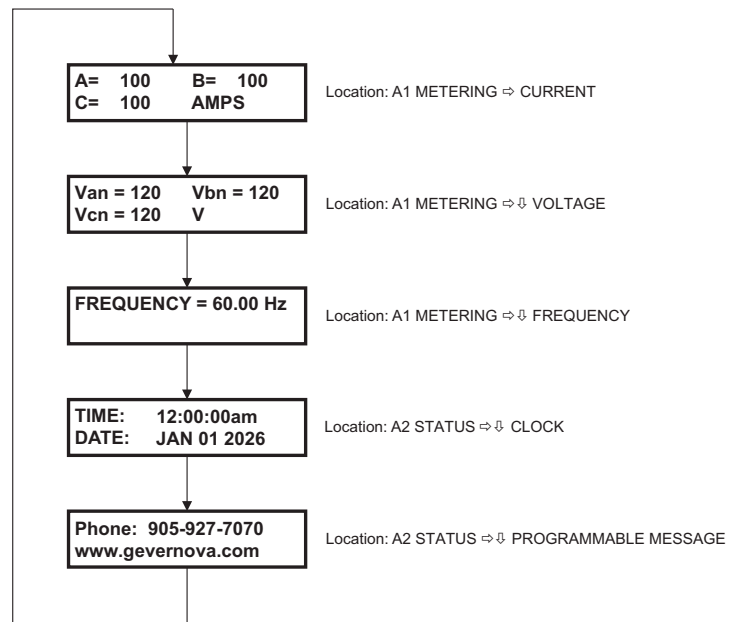 A= 100 B= 100
C= 100 AMPS
Location: A1 METERING ⇨ CURRENT
Van = 120 Vbn = 120
Vcn = 120 V
Location: A1 METERING ⇨⇩ VOLTAGE
FREQUENCY = 60.00 Hz
Location: A1 METERING ⇨⇩ FREQUENCY
TIME: 12:00:00am
DATE: JAN 01 2026
Location: A2 STATUS ⇨⇩ CLOCK
Phone: 905-927-7070
www.gevernova.com
Location: A2 STATUS ⇨⇩ PROGRAMMABLE MESSAGE